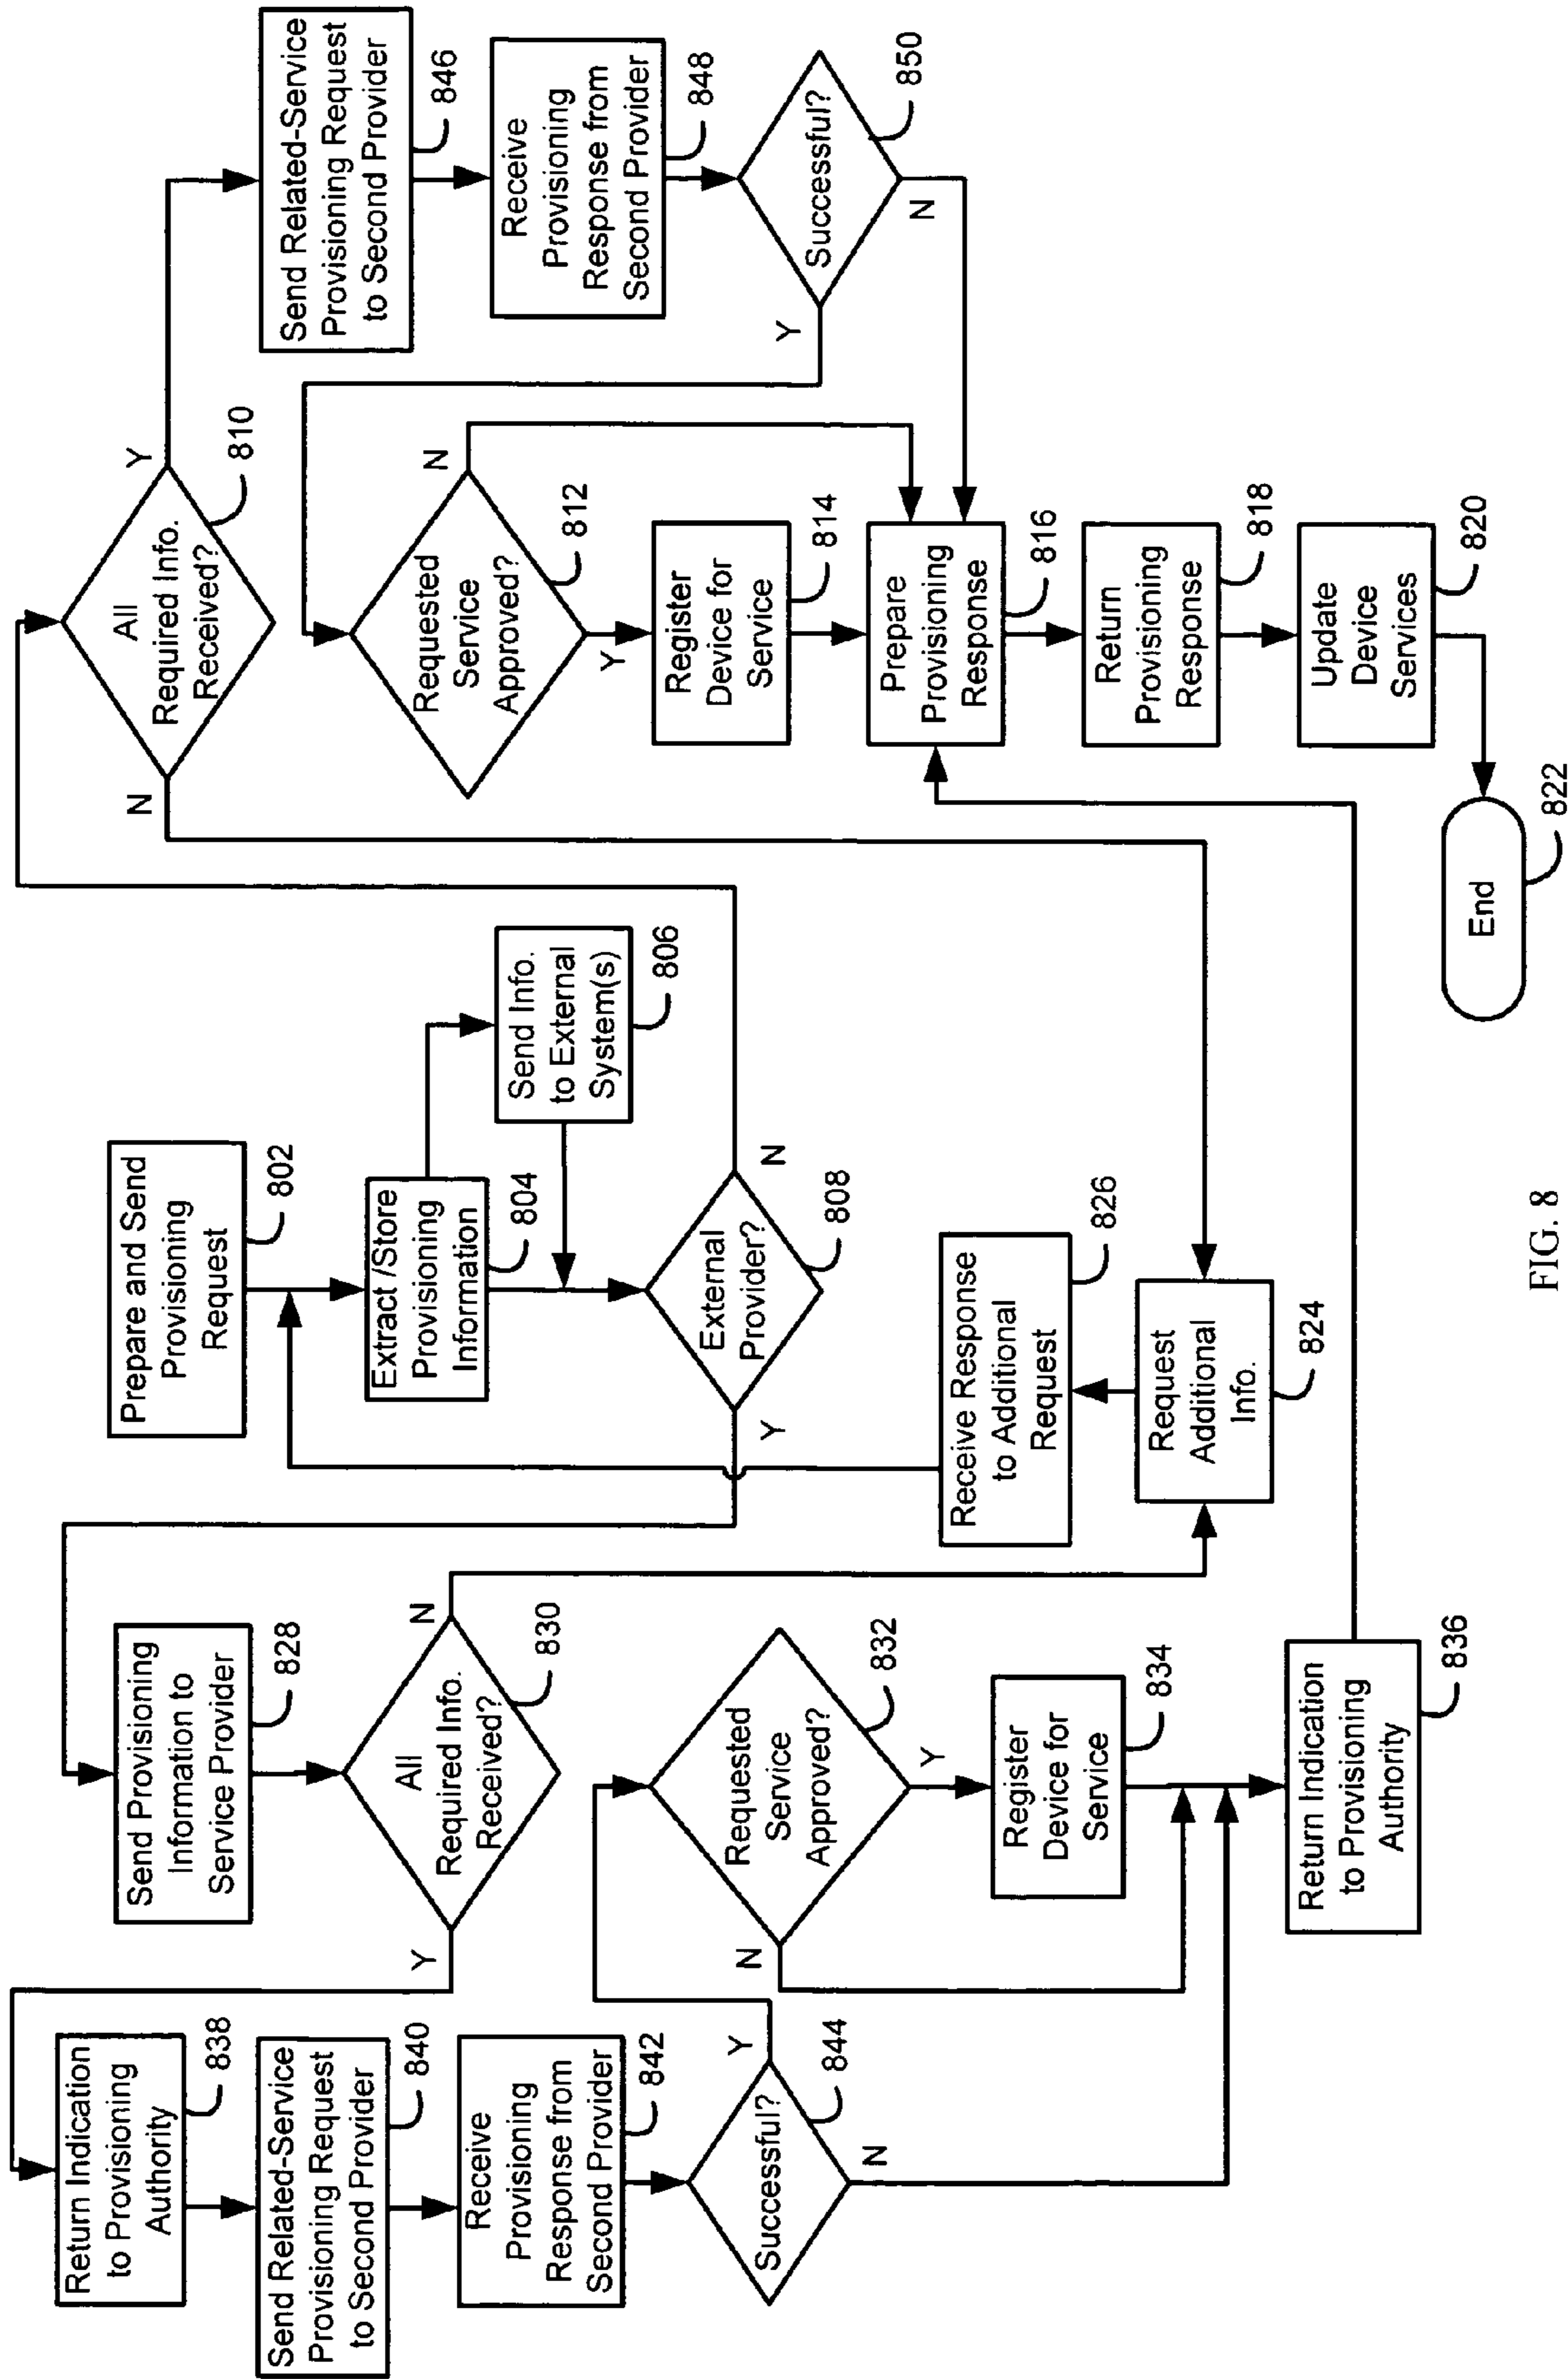 Return Indication
to Provisioning
Authority
838
Send Related-Service
Provisioning Request
to Second Provider
840
Receive
Provisioning
Response from
Second Provider
842
Successful?
844
Y
N
Send Provisioning
Information to
Service Provider
828
All
Required Info.
Received?
830
Y
N
Requested
Service
Approved?
832
N
Y
Register
Device for
Service
834
Return Indication
to Provisioning
Authority
836
Prepare and Send
Provisioning
Request
802
Extract /Store
Provisioning
Information
804
Send Info.
to External
System(s)
806
External
Provider?
808
Y
N
Receive Response
to Additional
Request
826
Request
Additional
Info.
824
All
Required Info.
Received?
810
N
Y
Requested
Service
Approved?
812
N
Y
Register
Device for
Service
814
Prepare
Provisioning
Response
816
Return
Provisioning
Response
818
Update
Device
Services
820
End
822
Send Related-Service
Provisioning Request
to Second Provider
846
Receive
Provisioning
Response from
Second Provider
848
Successful?
850
Y
N
FIG. 8